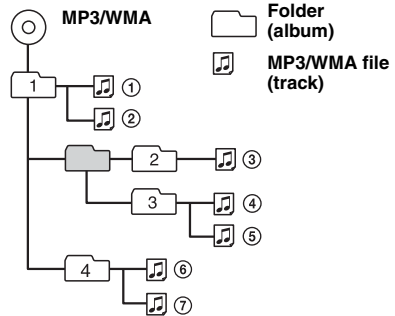 MP3/WMA
Folder
(album)
MP3/WMA file
(track)
1
①
②
2
③
3
④
⑤
4
⑥
⑦